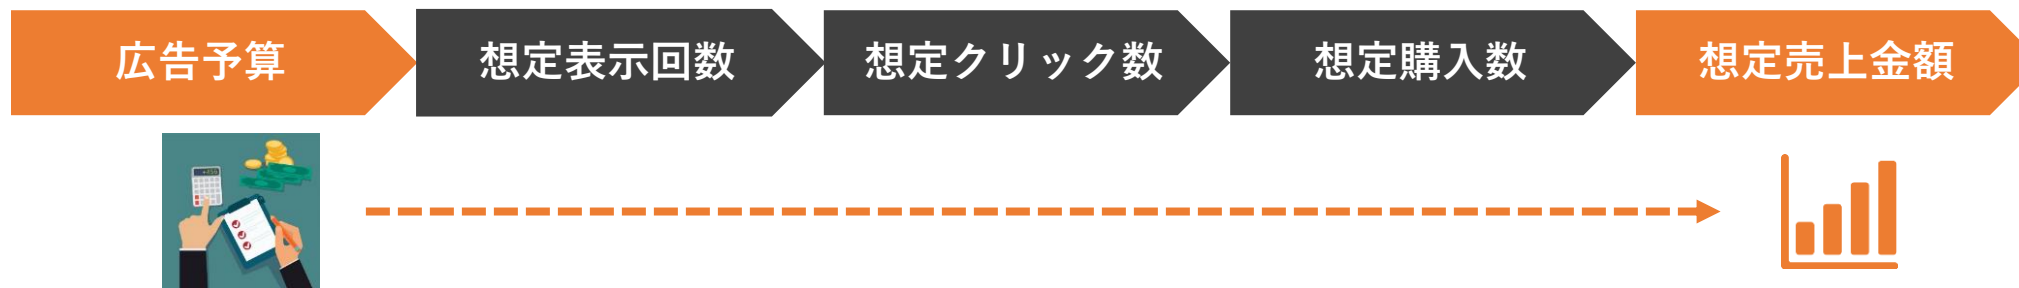 広告予算
想定表示回数
想定クリック数
想定購入数
想定売上金額